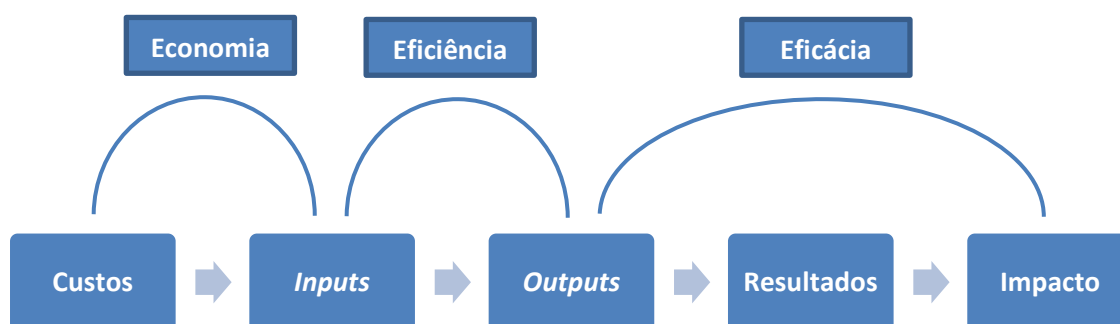 Economia
Eficiência
Eficácia
Custos
Inputs
Outputs
Resultados
Impacto